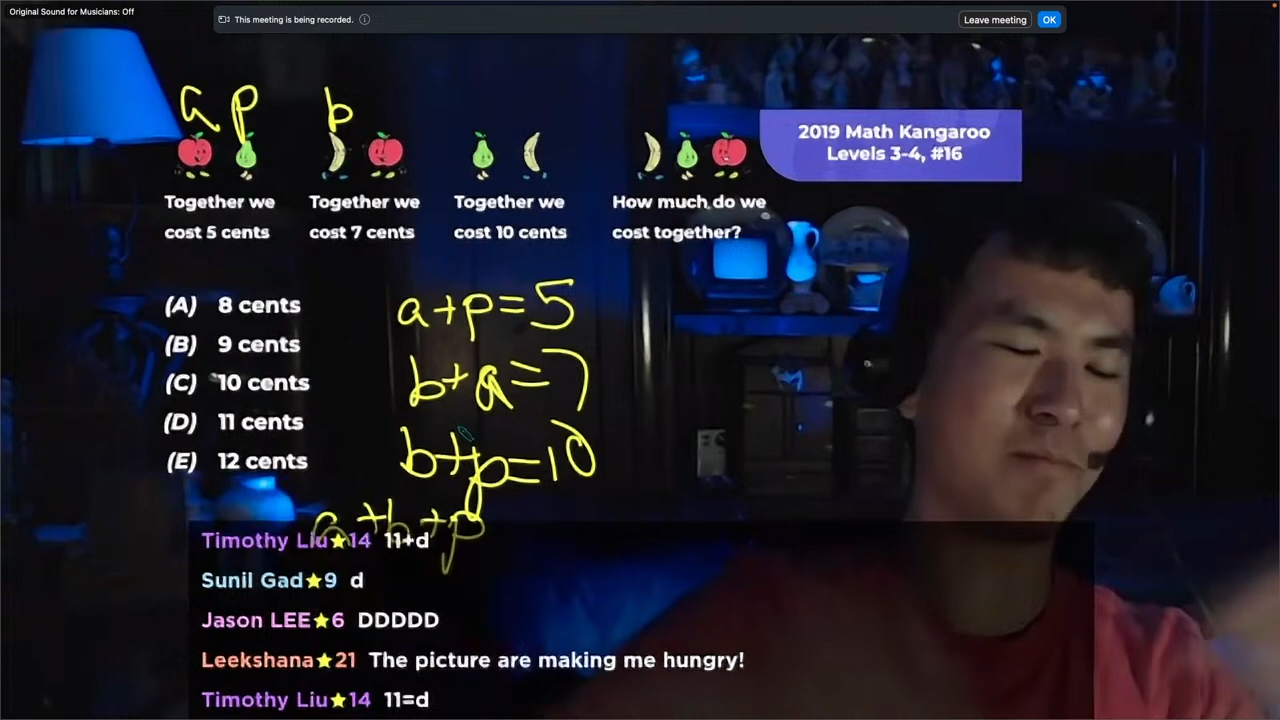 Original Sound for Musicians: Off
This meeting is being recorded.
Leave meeting
OK
a p b
2019 Math Kangaroo
Levels 3-4, #16
Together we
cost 5 cents
Together we
cost 7 cents
Together we
cost 10 cents
How much do we
cost together?
(A) 8 cents
(B) 9 cents
(C) 10 cents
(D) 11 cents
(E) 12 cents
a+p=5
b+a=7
b+p=10
a+b+p
Timothy Liu★14 11+d
Sunil Gad★9 d
Jason LEE★6 DDDDD
Leekshana★21 The picture are making me hungry!
Timothy Liu★14 11=d